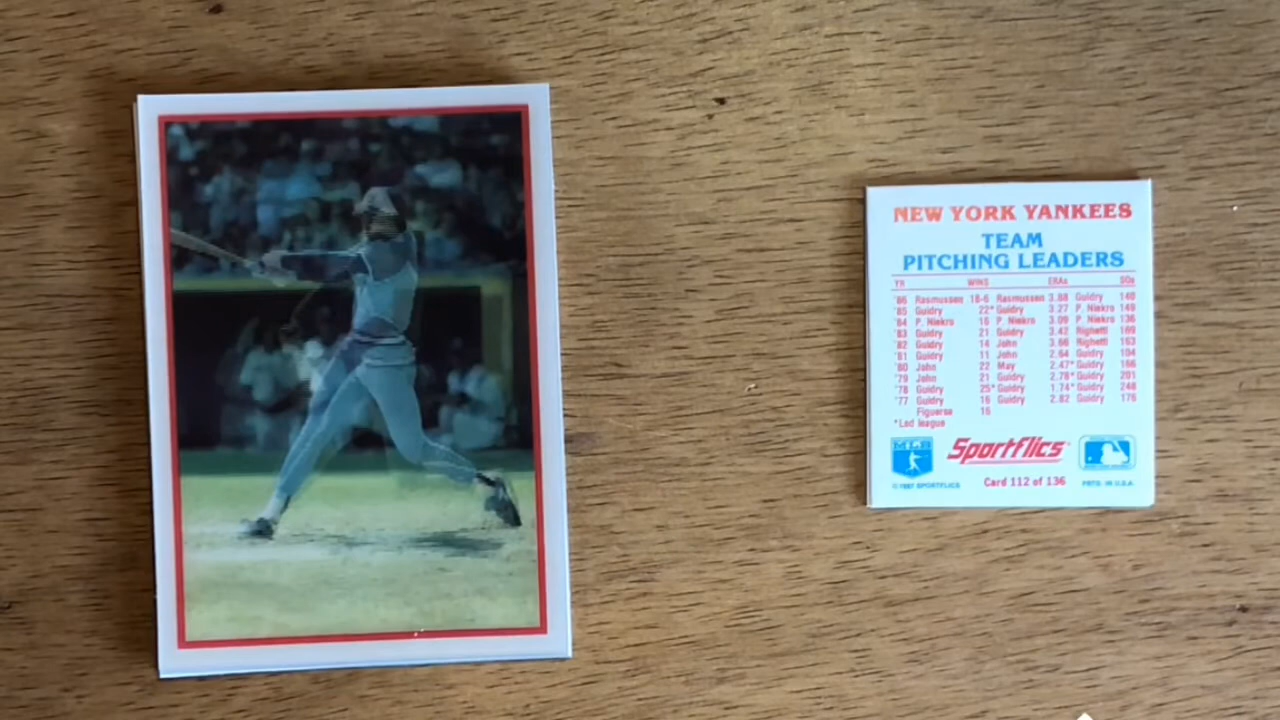 NEW YORK YANKEES
TEAM
PITCHING LEADERS
YR WINS ERAs SOs
'86 Rasmussen 18-6 Rasmussen 3.88 Guidry 140
'85 Guidry 22* Guidry 3.27 P. Niekro 149
'84 P. Niekro 16 P. Niekro 3.09 P. Niekro 136
'83 Guidry 21 Guidry 3.42 Righetti 169
'82 Guidry 14 John 3.66 Righetti 163
'81 Guidry 11 John 2.64 Guidry 104
'80 John 22 May 2.47* Guidry 166
'79 John 21 Guidry 2.78* Guidry 201
'78 Guidry 25* Guidry 1.74* Guidry 248
'77 Guidry 16 Guidry 2.82 Guidry 176
Figueroa 16
*Led league
MLB
Sportflics
© 1987 SPORTFLICS
Card 112 of 136
PRTD. IN U.S.A.